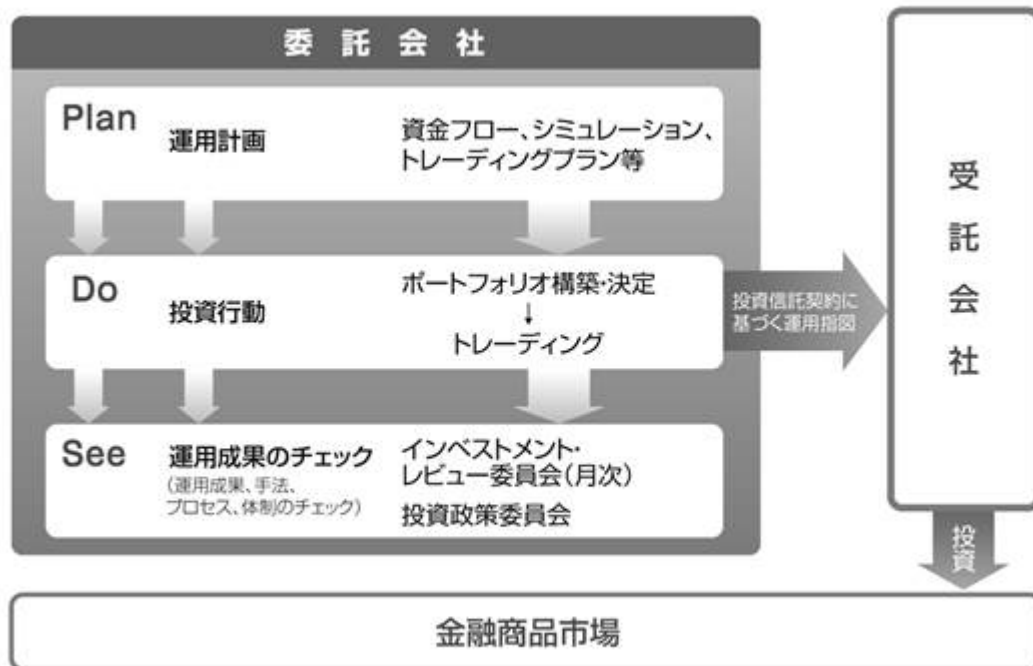 委託会社
Plan
運用計画
資金フロー、シミュレーション、
トレーディングプラン等
Do
投資行動
ポートフォリオ構築・決定
↓
トレーディング
投資信託契約に
基づく運用指図
See
運用成果のチェック
(運用成果、手法、
プロセス、体制のチェック)
インベストメント・
レビュー委員会(月次)
投資政策委員会
受託会社
投資
金融商品市場